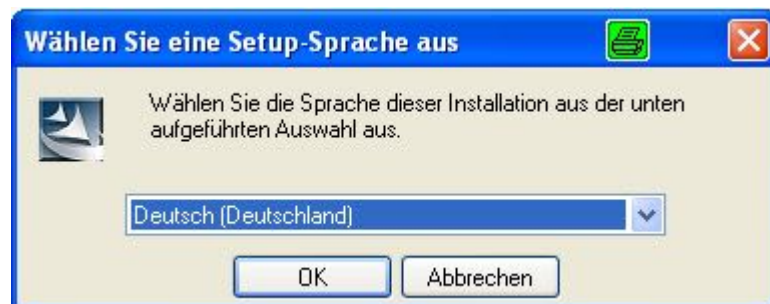 Wählen Sie eine Setup-Sprache aus
Wählen Sie die Sprache dieser Installation aus der unten
aufgeführten Auswahl aus.
Deutsch (Deutschland)
OK
Abbrechen